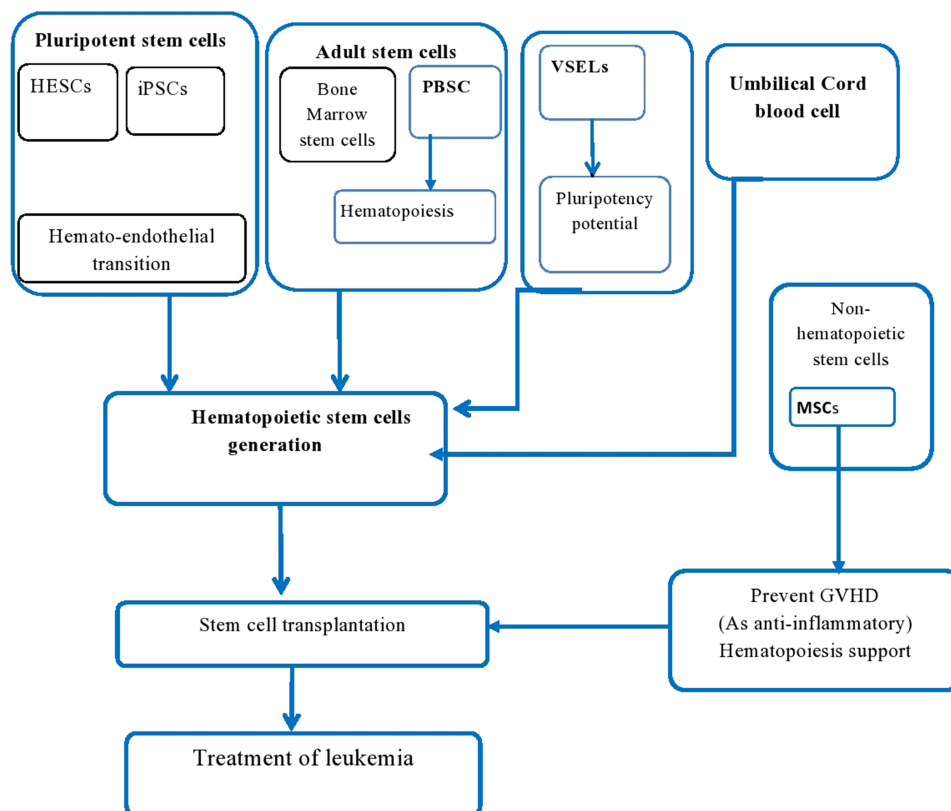 Pluripotent stem cells
HESCs
iPSCs
Hemato-endothelial
transition
Adult stem cells
Bone
Marrow
stem cells
PBSC
Hematopoiesis
VSELs
Pluripotency
potential
Umbilical Cord
blood cell
Non-
hematopoietic
stem cells
MSCs
Hematopoietic stem cells
generation
Prevent GVHD
(As anti-inflammatory)
Hematopoiesis support
Stem cell transplantation
Treatment of leukemia